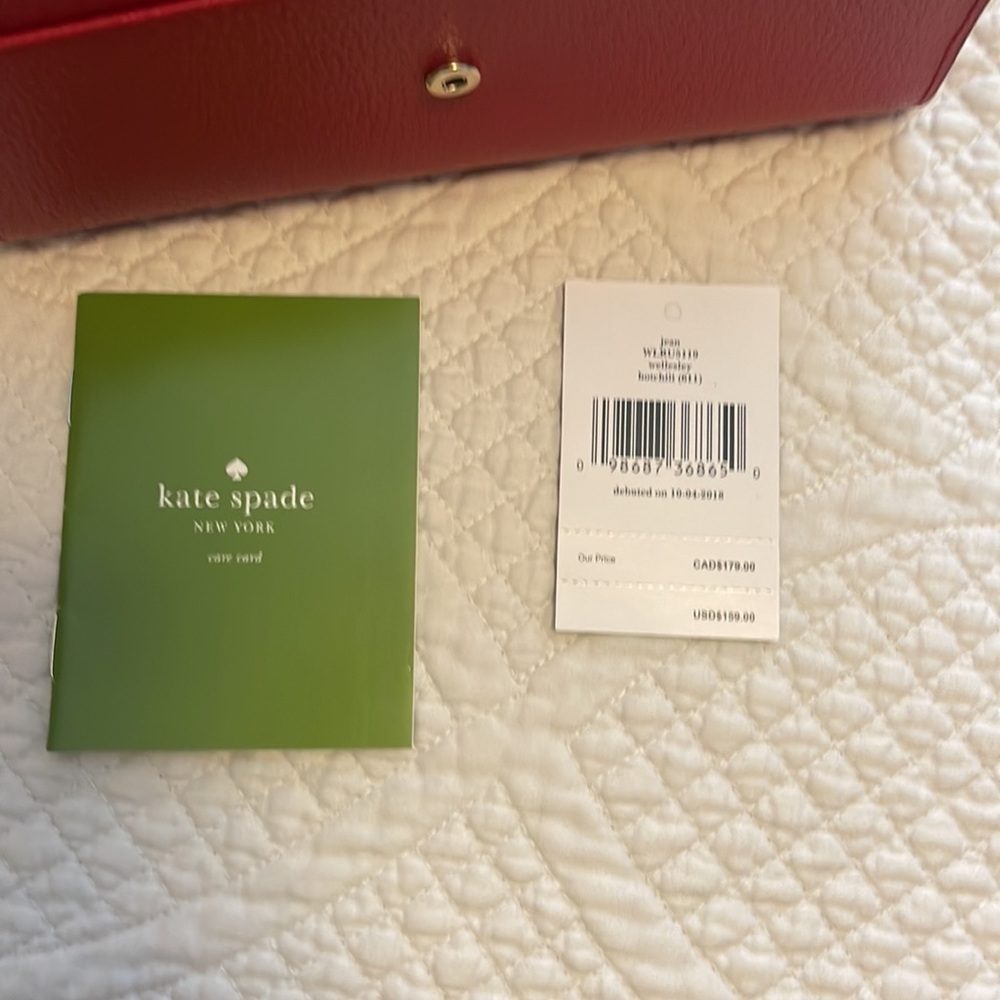 kate spade
NEW YORK
care card
jean
WLRU5119
wellesley
hotchili (611)
0 98687 36865 0
debuted on 10-04-2018
Our Price
CAD$179.00
USD$159.00